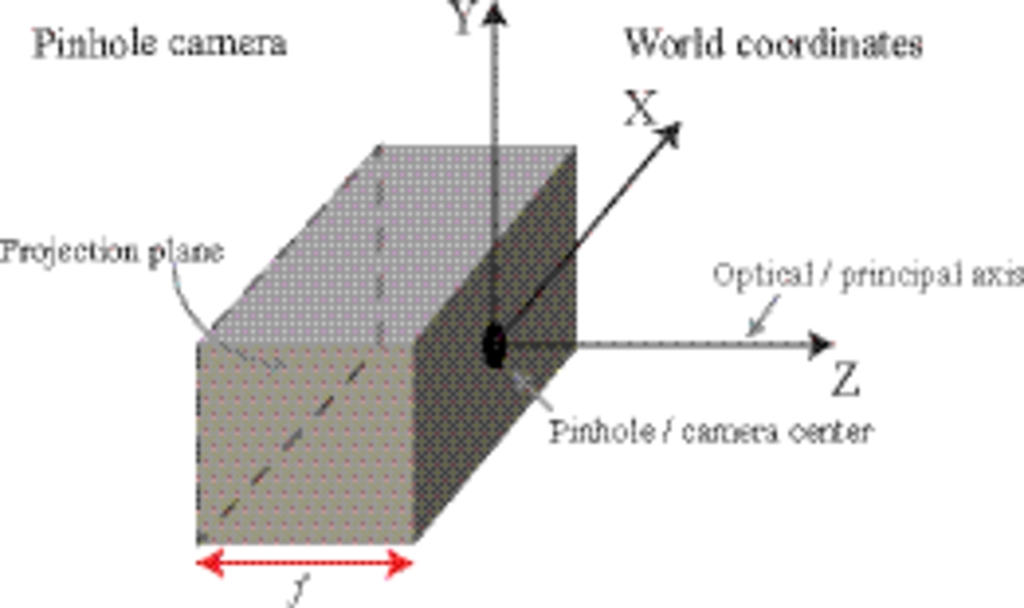 Pinhole camera
Y
World coordinates
X
Projection plane
Optical / principal axis
Z
Pinhole / camera center
f